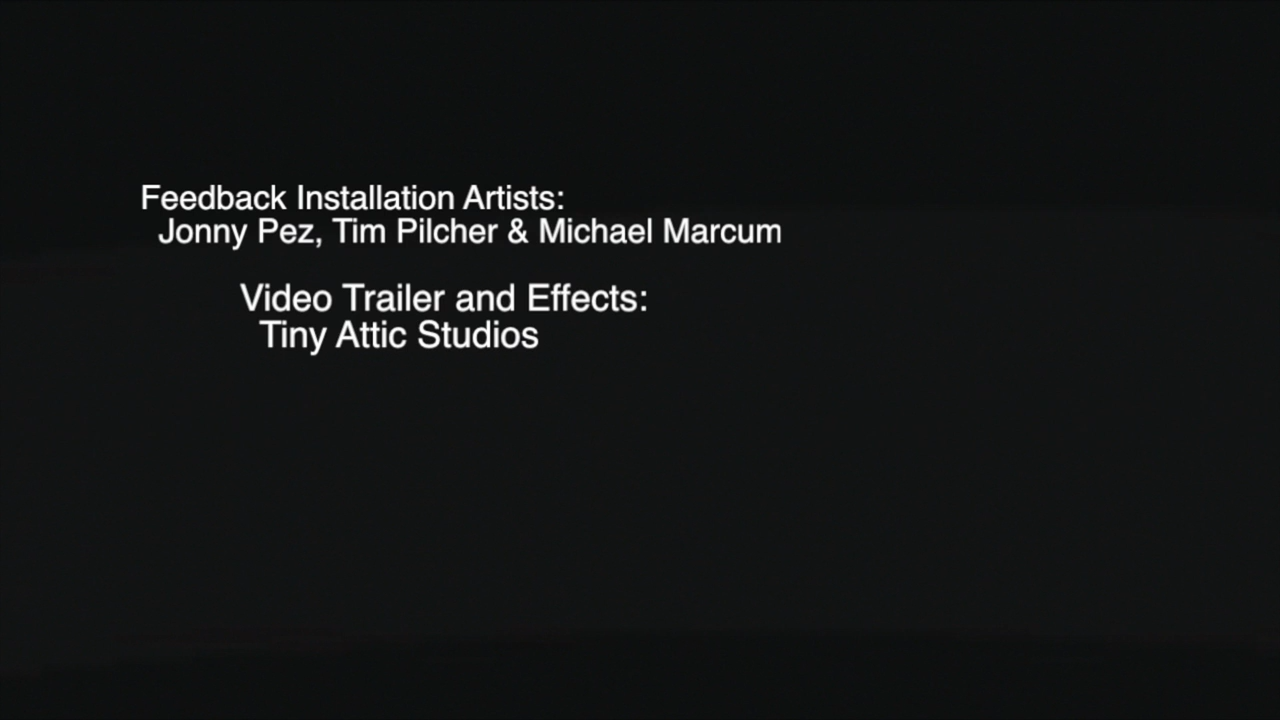 Feedback Installation Artists:
Jonny Pez, Tim Pilcher & Michael Marcum
Video Trailer and Effects:
Tiny Attic Studios